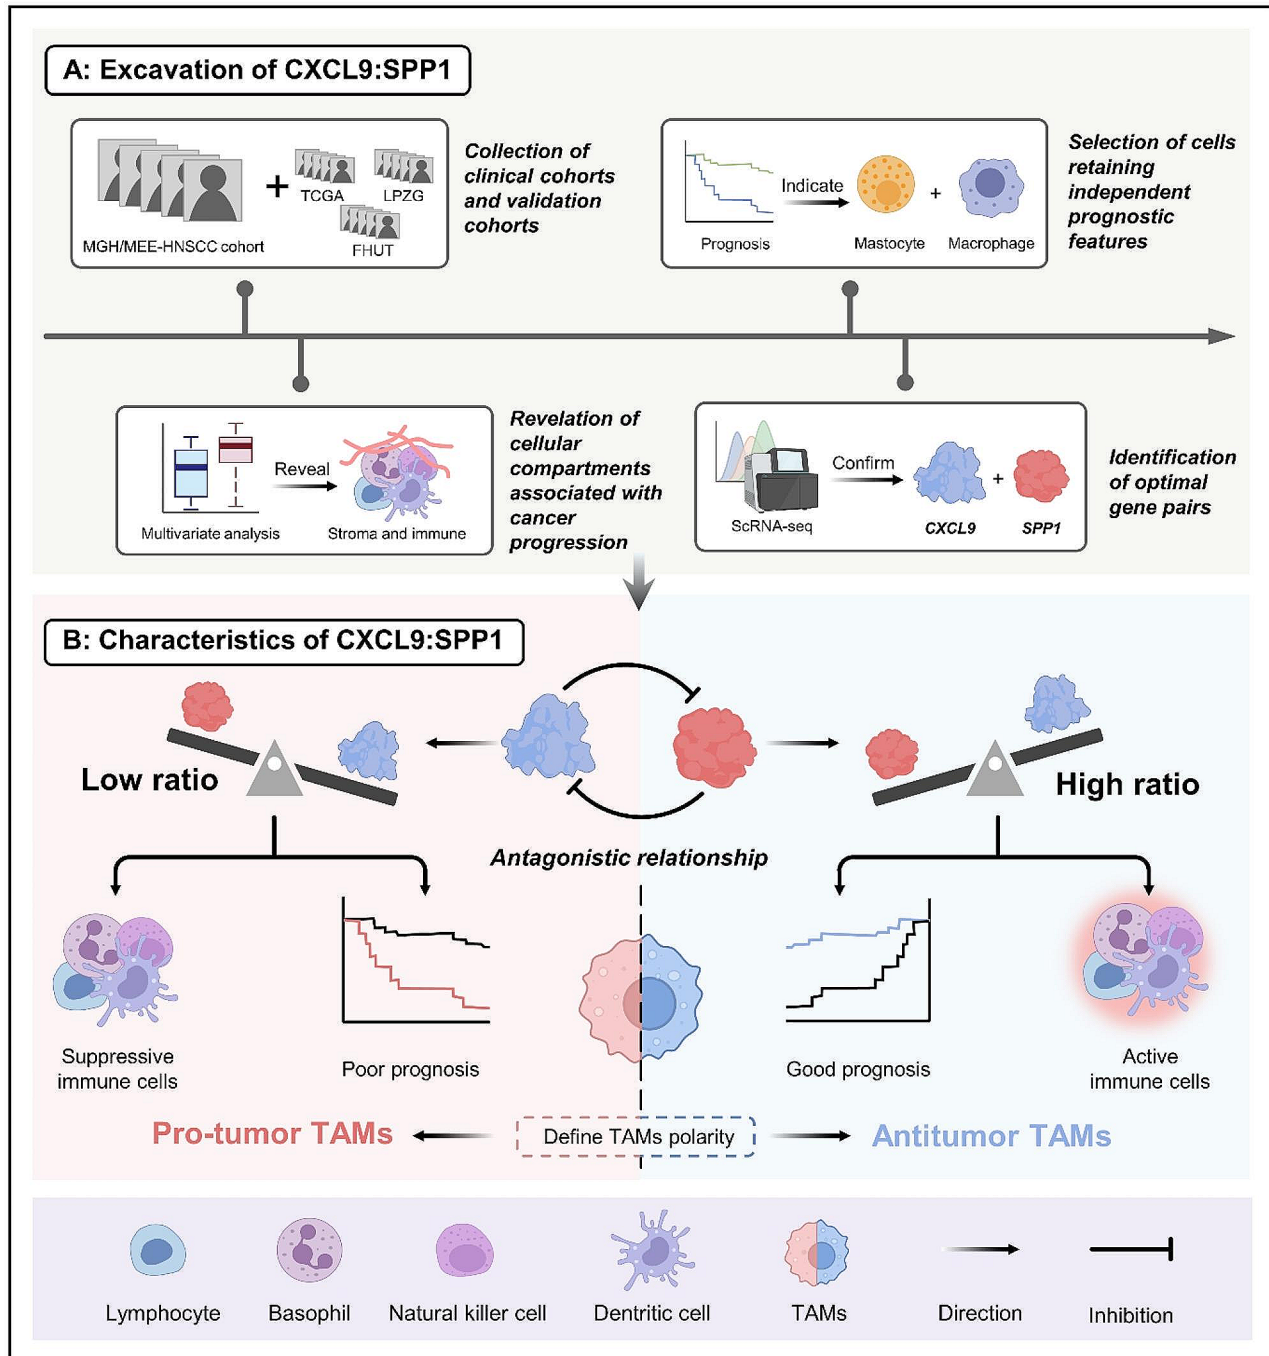 A: Excavation of CXCL9:SPP1
MGH/MEE-HNSCC cohort
+
TCGA
LPZG
FHUT
Collection of
clinical cohorts
and validation
cohorts
Prognosis
Indicate
Mastocyte
+
Macrophage
Selection of cells
retaining
independent
prognostic
features
Multivariate analysis
Reveal
Stroma and immune
Revelation of
cellular
compartments
associated with
cancer
progression
ScRNA-seq
Confirm
CXCL9
+
SPP1
Identification
of optimal
gene pairs
B: Characteristics of CXCL9:SPP1
Low ratio
High ratio
Antagonistic relationship
Suppressive
immune cells
Poor prognosis
Good prognosis
Active
immune cells
Pro-tumor TAMs
Define TAMs polarity
Antitumor TAMs
Lymphocyte
Basophil
Natural killer cell
Dentritic cell
TAMs
Direction
Inhibition